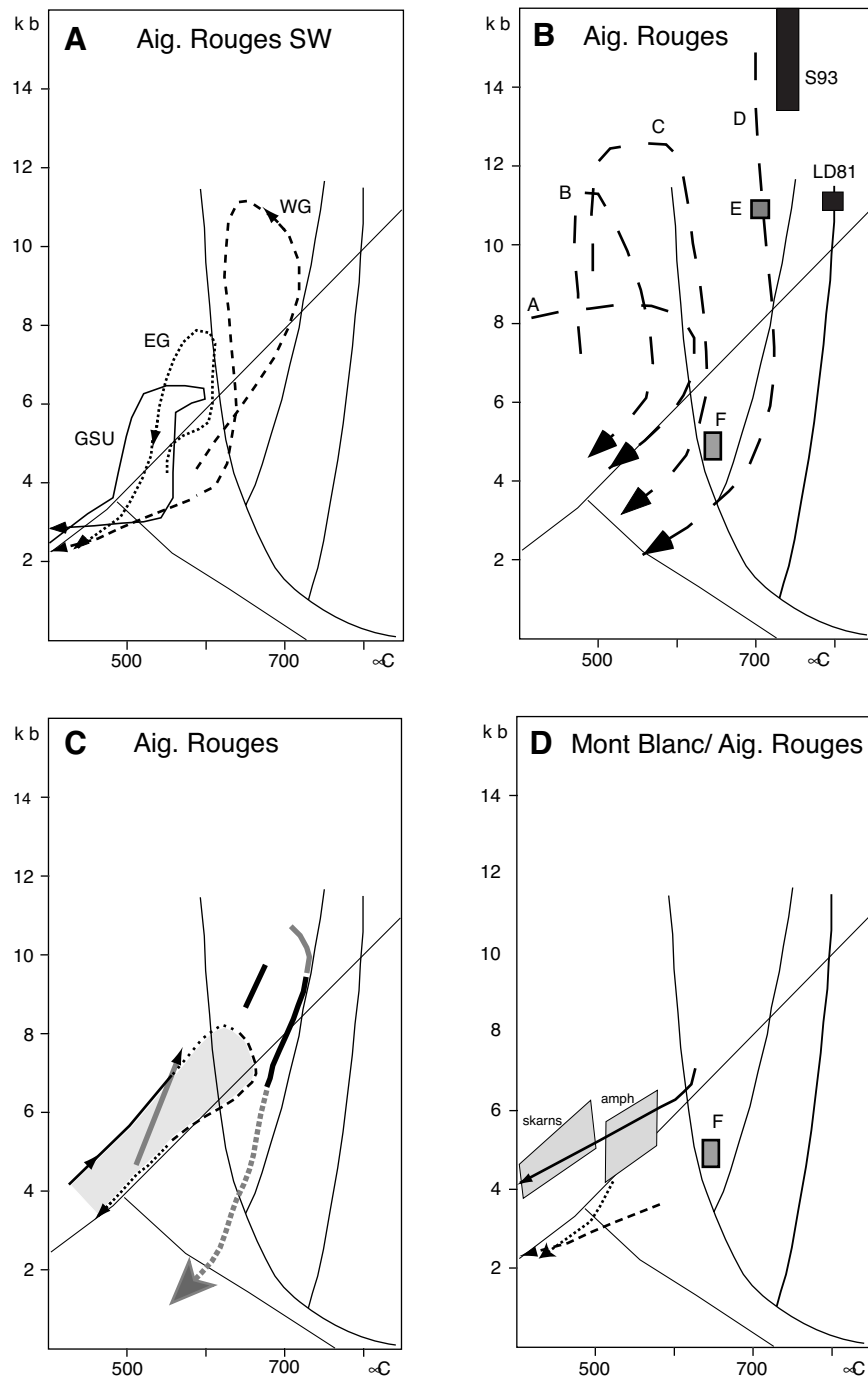 k b
A Aig. Rouges SW
14
12
WG
10
8
EG
6
GSU
4
2
500 700 ∞C
B Aig. Rouges
14
S93
D
C
12
LD81
B
E
10
A
8
6
F
4
2
500 700 ∞C
k b
C Aig. Rouges
14
12
10
8
6
4
2
500 700 ∞C
k b
D Mont Blanc/ Aig. Rouges
14
12
10
8
amph
6
skarns
F
4
2
500 700 ∞C